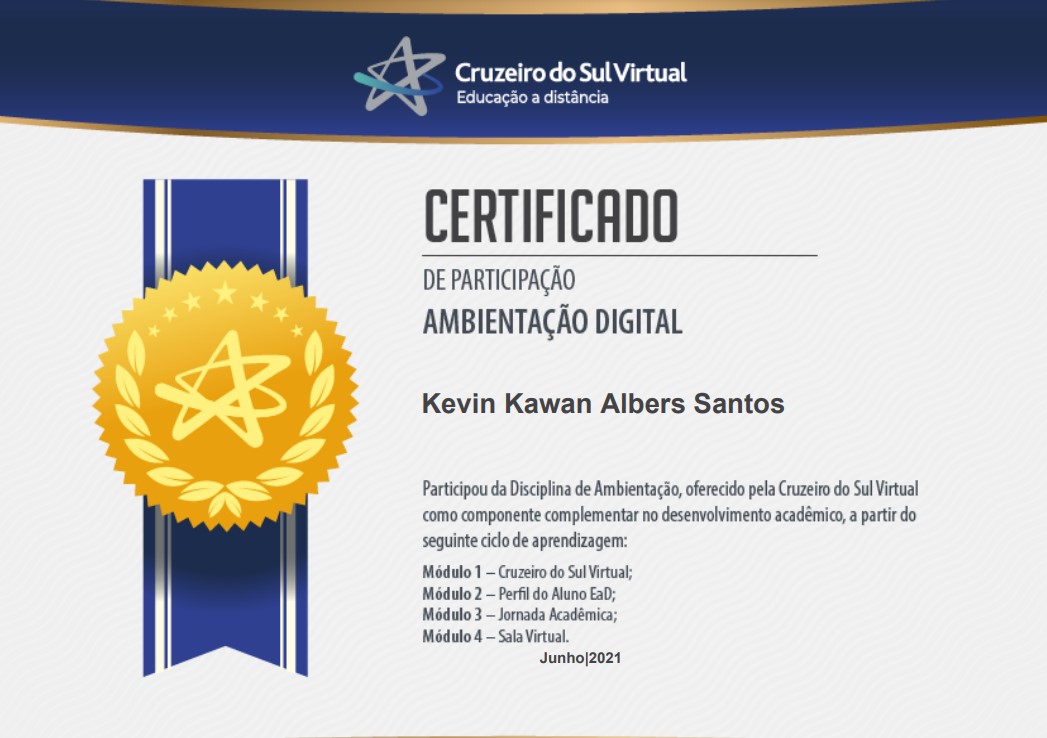 Cruzeiro do Sul Virtual
Educação a distância
CERTIFICADO
DE PARTICIPAÇÃO
AMBIENTAÇÃO DIGITAL
Kevin Kawan Albers Santos
Participou da Disciplina de Ambientação, oferecido pela Cruzeiro do Sul Virtual
como componente complementar no desenvolvimento acadêmico, a partir do
seguinte ciclo de aprendizagem:
Módulo 1 – Cruzeiro do Sul Virtual;
Módulo 2 – Perfil do Aluno EaD;
Módulo 3 – Jornada Acadêmica;
Módulo 4 – Sala Virtual.
Junho|2021